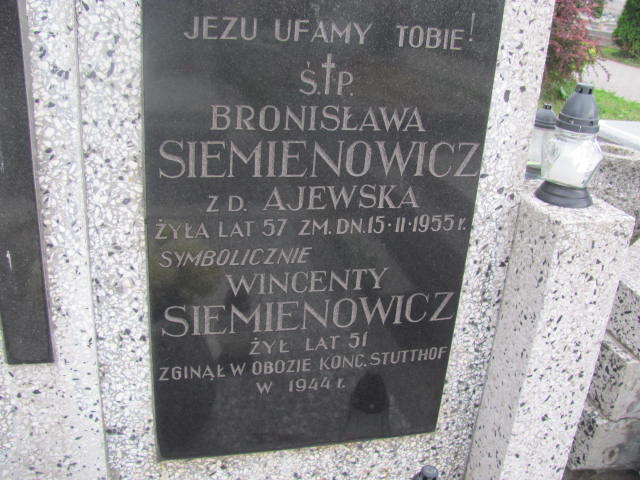 JEZU UFAMY TOBIE!
Ś.†P.
BRONISŁAWA
SIEMIENOWICZ
Z D. AJEWSKA
ŻYŁA LAT 57 ZM. DN. 15·II·1955 r.
SYMBOLICZNIE
WINCENTY
SIEMIENOWICZ
ŻYŁ LAT 51
ZGINĄŁ W OBOZIE KONC. STUTTHOF
W 1944 r.